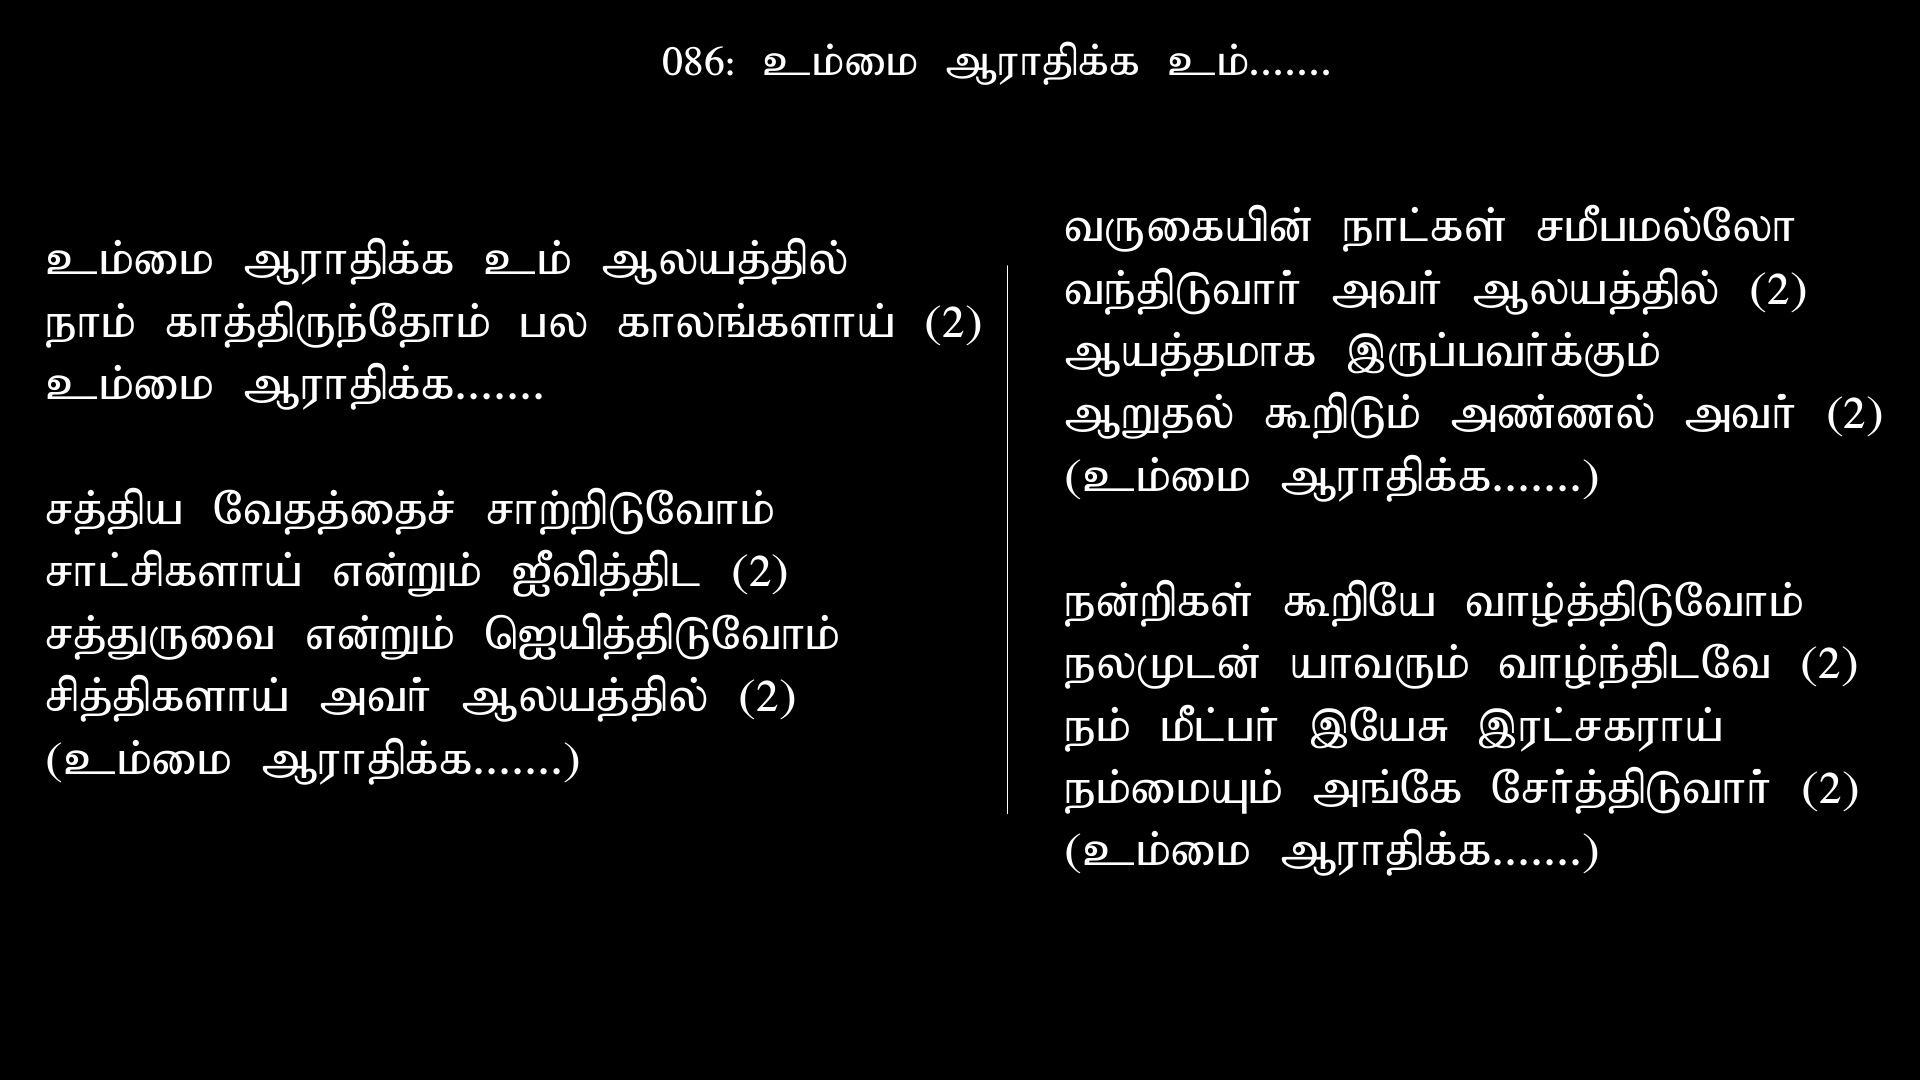 086: உம்மை ஆராதிக்க உம்.......
உம்மை ஆராதிக்க உம் ஆலயத்தில்
நாம் காத்திருந்தோம் பல காலங்களாய் (2)
உம்மை ஆராதிக்க.......
சத்திய வேதத்தைச் சாற்றிடுவோம்
சாட்சிகளாய் என்றும் ஜீவித்திட (2)
சத்துருவை என்றும் ஜெயித்திடுவோம்
சித்திகளாய் அவர் ஆலயத்தில் (2)
(உம்மை ஆராதிக்க.......)
வருகையின் நாட்கள் சமீபமல்லோ
வந்திடுவார் அவர் ஆலயத்தில் (2)
ஆயத்தமாக இருப்பவர்க்கும்
ஆறுதல் கூறிடும் அண்ணல் அவர் (2)
(உம்மை ஆராதிக்க.......)
நன்றிகள் கூறியே வாழ்த்திடுவோம்
நலமுடன் யாவரும் வாழ்ந்திடவே (2)
நம் மீட்பர் இயேசு இரட்சகராய்
நம்மையும் அங்கே சேர்த்திடுவார் (2)
(உம்மை ஆராதிக்க.......)